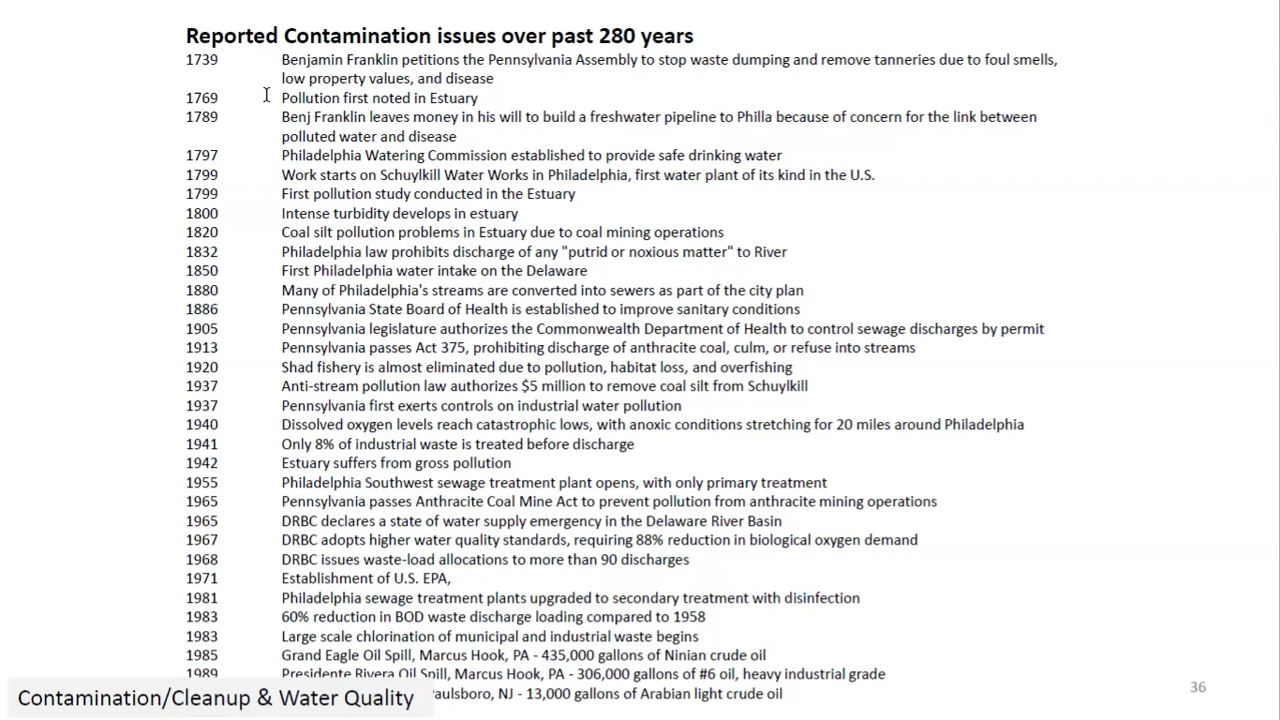 Reported Contamination issues over past 280 years
1739 Benjamin Franklin petitions the Pennsylvania Assembly to stop waste dumping and remove tanneries due to foul smells,
low property values, and disease
1769 Pollution first noted in Estuary
1789 Benj Franklin leaves money in his will to build a freshwater pipeline to Philla because of concern for the link between
polluted water and disease
1797 Philadelphia Watering Commission established to provide safe drinking water
1799 Work starts on Schuylkill Water Works in Philadelphia, first water plant of its kind in the U.S.
1799 First pollution study conducted in the Estuary
1800 Intense turbidity develops in estuary
1820 Coal silt pollution problems in Estuary due to coal mining operations
1832 Philadelphia law prohibits discharge of any "putrid or noxious matter" to River
1850 First Philadelphia water intake on the Delaware
1880 Many of Philadelphia's streams are converted into sewers as part of the city plan
1886 Pennsylvania State Board of Health is established to improve sanitary conditions
1905 Pennsylvania legislature authorizes the Commonwealth Department of Health to control sewage discharges by permit
1913 Pennsylvania passes Act 375, prohibiting discharge of anthracite coal, culm, or refuse into streams
1920 Shad fishery is almost eliminated due to pollution, habitat loss, and overfishing
1937 Anti-stream pollution law authorizes $5 million to remove coal silt from Schuylkill
1937 Pennsylvania first exerts controls on industrial water pollution
1940 Dissolved oxygen levels reach catastrophic lows, with anoxic conditions stretching for 20 miles around Philadelphia
1941 Only 8% of industrial waste is treated before discharge
1942 Estuary suffers from gross pollution
1955 Philadelphia Southwest sewage treatment plant opens, with only primary treatment
1965 Pennsylvania passes Anthracite Coal Mine Act to prevent pollution from anthracite mining operations
1965 DRBC declares a state of water supply emergency in the Delaware River Basin
1967 DRBC adopts higher water quality standards, requiring 88% reduction in biological oxygen demand
1968 DRBC issues waste-load allocations to more than 90 discharges
1971 Establishment of U.S. EPA,
1981 Philadelphia sewage treatment plants upgraded to secondary treatment with disinfection
1983 60% reduction in BOD waste discharge loading compared to 1958
1983 Large scale chlorination of municipal and industrial waste begins
1985 Grand Eagle Oil Spill, Marcus Hook, PA - 435,000 gallons of Ninian crude oil
1989 Presidente Rivera Oil Spill, Marcus Hook, PA - 306,000 gallons of #6 oil, heavy industrial grade
Paulsboro, NJ - 13,000 gallons of Arabian light crude oil
Contamination/Cleanup & Water Quality
36